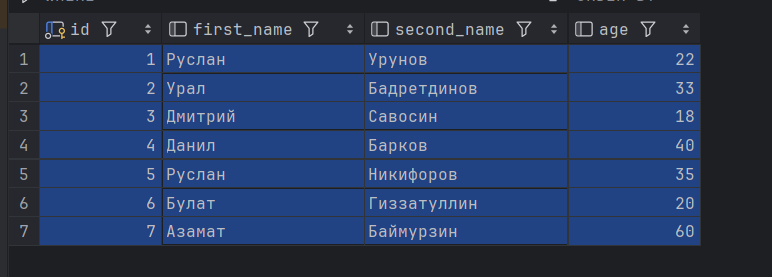 id first_name second_name age
1 1 Руслан Урунов 22
2 2 Урал Бадретдинов 33
3 3 Дмитрий Савосин 18
4 4 Данил Барков 40
5 5 Руслан Никифоров 35
6 6 Булат Гиззатуллин 20
7 7 Азамат Баймурзин 60